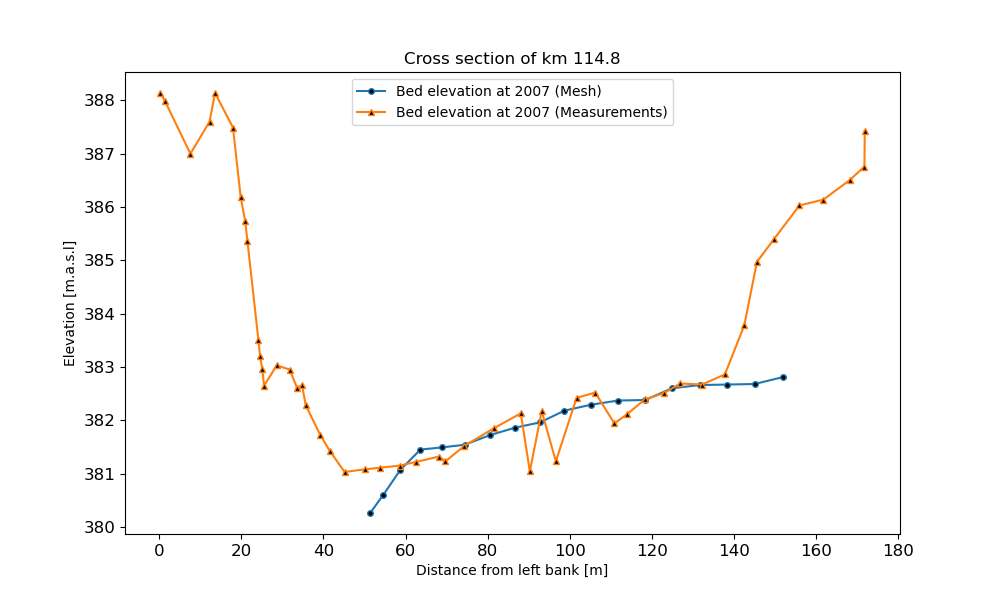 Cross section of km 114.8
Bed elevation at 2007 (Mesh)
Bed elevation at 2007 (Measurements)
Elevation [m.a.s.l]
388
387
386
385
384
383
382
381
380
0 20 40 60 80 100 120 140 160 180
Distance from left bank [m]